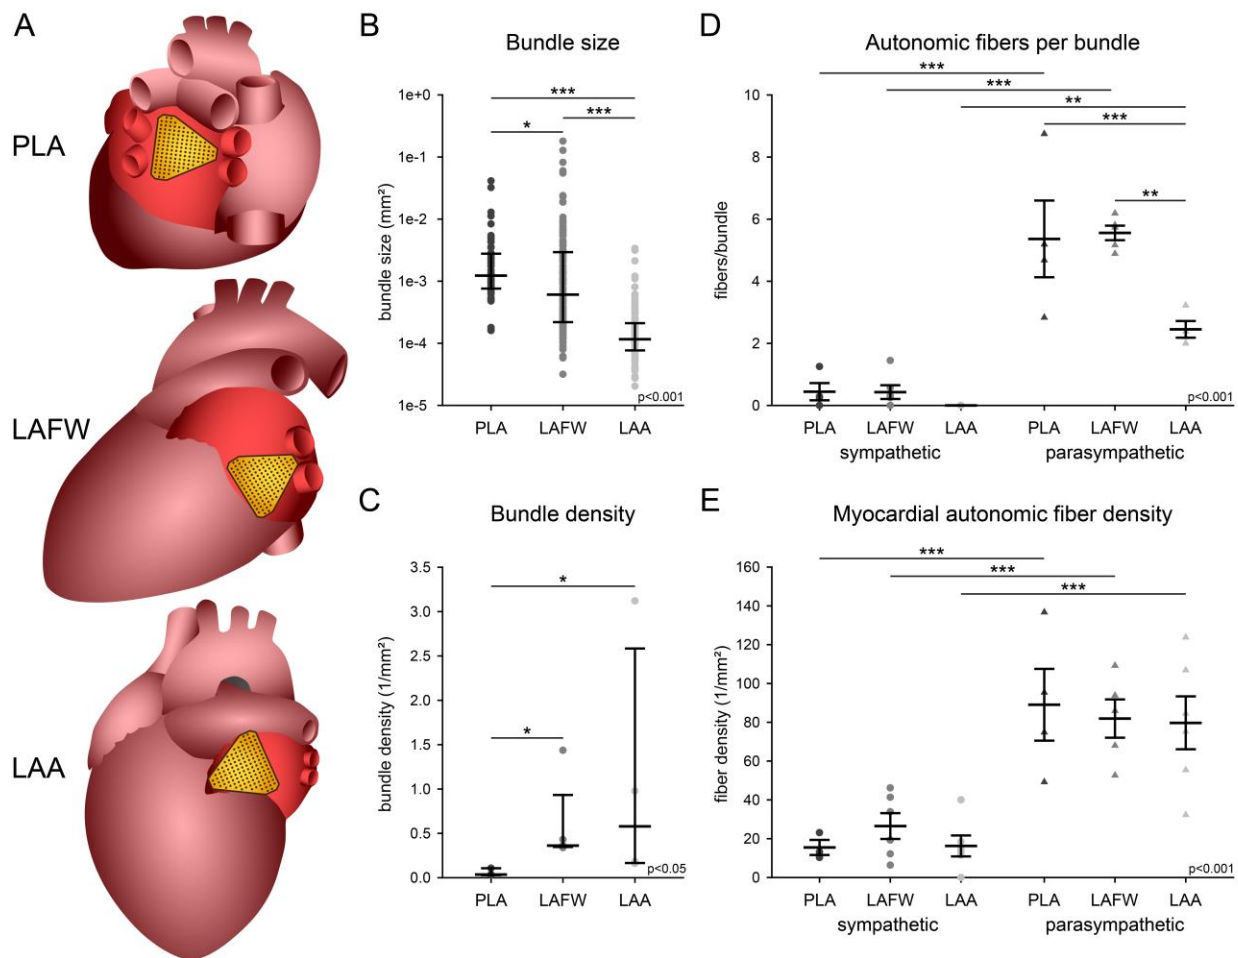 A
PLA
LAFW
LAA
B
Bundle size
bundle size (mm²)
1e+0
1e-1
1e-2
1e-3
1e-4
1e-5
***
***
*
p<0.001
PLA LAFW LAA
C
Bundle density
bundle density (1/mm²)
3.5
3.0
2.5
2.0
1.5
1.0
0.5
0.0
*
*
p<0.05
PLA LAFW LAA
D
Autonomic fibers per bundle
fibers/bundle
10
8
6
4
2
0
***
***
**
***
**
p<0.001
PLA LAFW LAA PLA LAFW LAA
sympathetic parasympathetic
E
Myocardial autonomic fiber density
fiber density (1/mm²)
160
140
120
100
80
60
40
20
0
***
***
***
p<0.001
PLA LAFW LAA PLA LAFW LAA
sympathetic parasympathetic